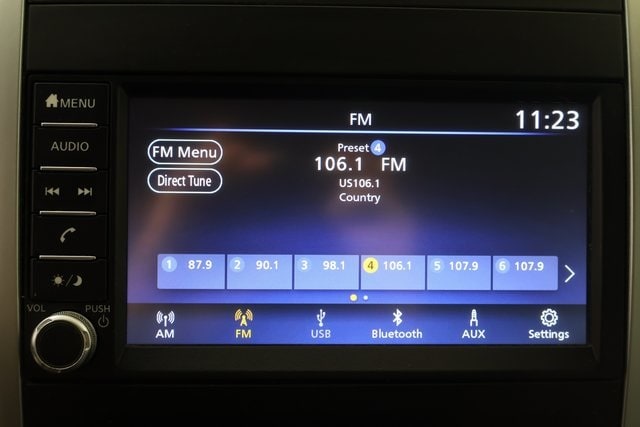 MENU
AUDIO
VOL
PUSH
FM
11:23
FM Menu
Direct Tune
Preset 4
106.1 FM
US106.1
Country
1 87.9 2 90.1 3 98.1 4 106.1 5 107.9 6 107.9
AM FM USB Bluetooth AUX Settings